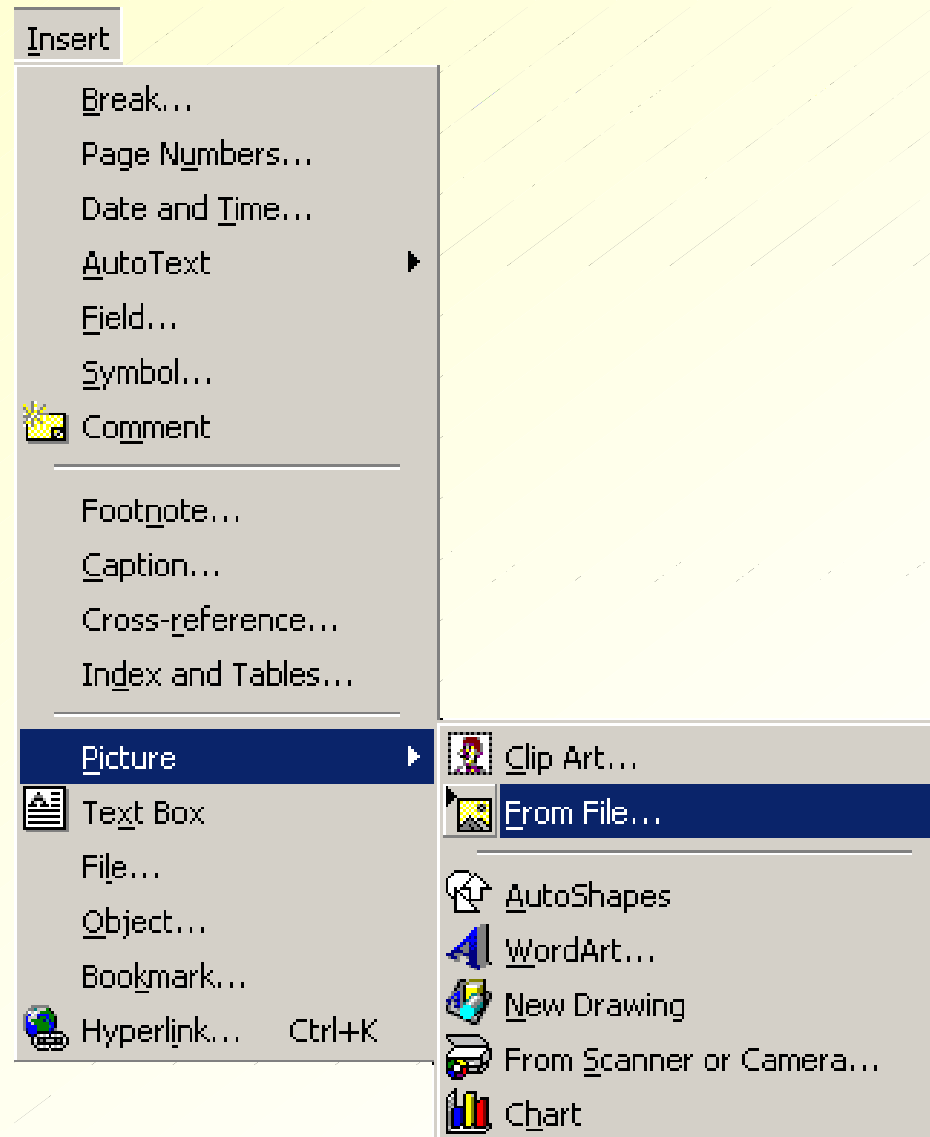 Insert
Break...
Page Numbers...
Date and Time...
AutoText
Field...
Symbol...
Comment
Footnote...
Caption...
Cross-reference...
Index and Tables...
Picture
Text Box
File...
Object...
Bookmark...
Hyperlink... Ctrl+K
Clip Art...
From File...
AutoShapes
WordArt...
New Drawing
From Scanner or Camera...
Chart